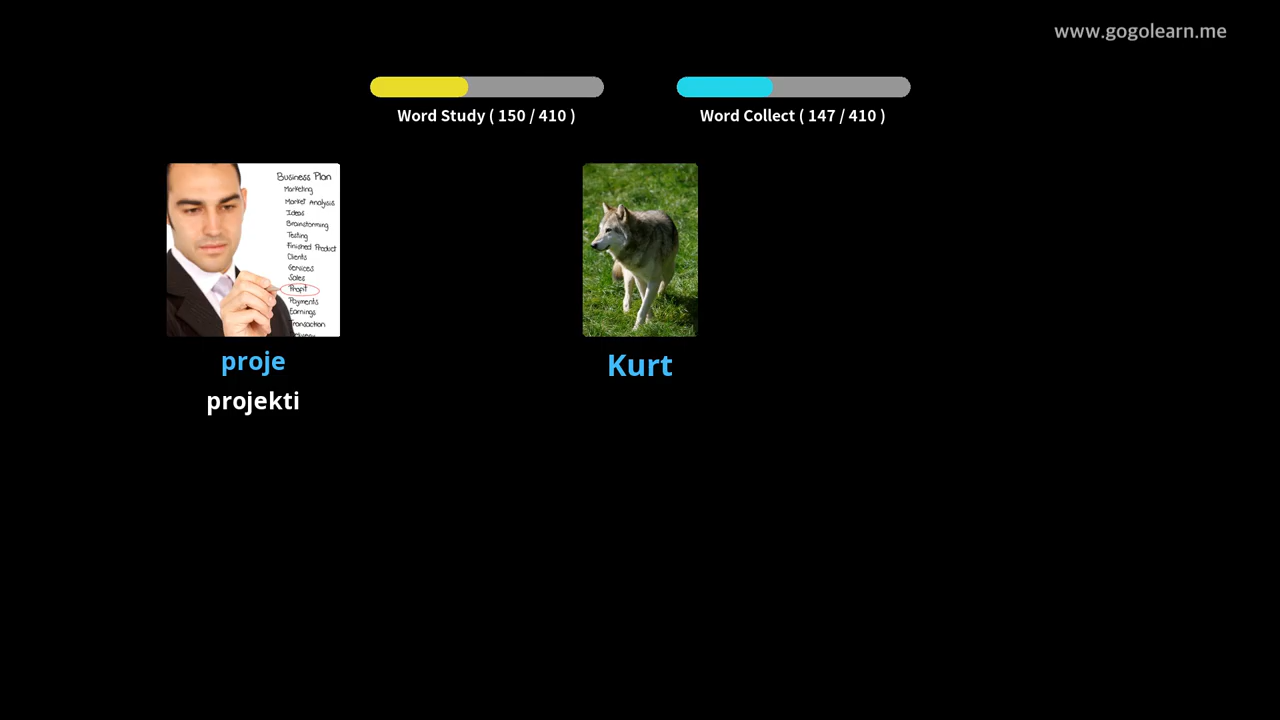 www.gogolearn.me
Word Study ( 150 / 410 )
Word Collect ( 147 / 410 )
Business Plan
Marketing
Market Analysis
Ideas
Brainstorming
Testing
Finished Product
Clients
Services
Sales
Profit
Payments
Earnings
Transaction
proje
Kurt
projekti